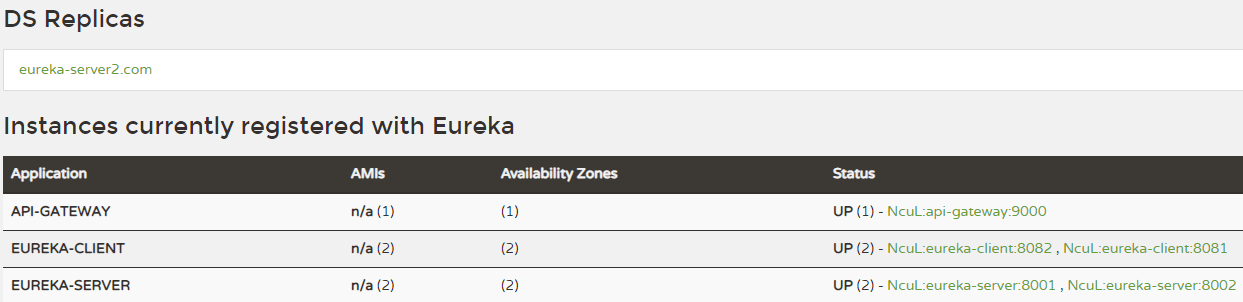 DS Replicas
eureka-server2.com
Instances currently registered with Eureka
Application AMIs Availability Zones Status
API-GATEWAY n/a (1) (1) UP (1) - NcuL:api-gateway:9000
EUREKA-CLIENT n/a (2) (2) UP (2) - NcuL:eureka-client:8082 , NcuL:eureka-client:8081
EUREKA-SERVER n/a (2) (2) UP (2) - NcuL:eureka-server:8001 , NcuL:eureka-server:8002